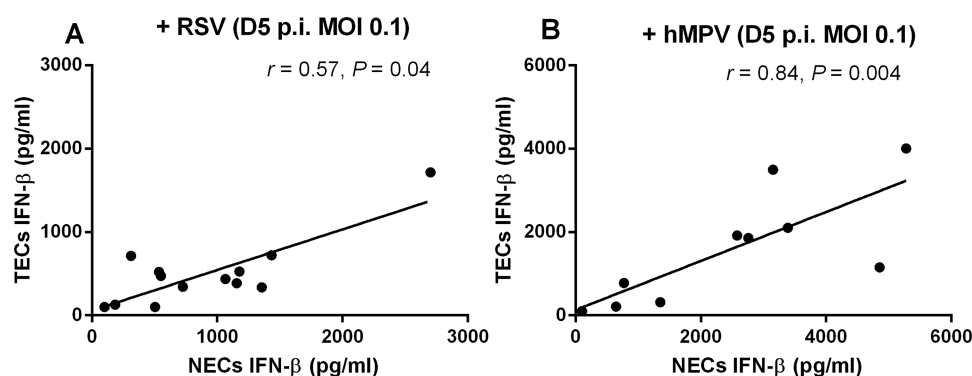 A
+ RSV (D5 p.i. MOI 0.1)
r = 0.57, P = 0.04
3000
2000
1000
0
TECs IFN-β (pg/ml)
0 1000 2000 3000
NECs IFN-β (pg/ml)
B
+ hMPV (D5 p.i. MOI 0.1)
r = 0.84, P = 0.004
6000
4000
2000
0
TECs IFN-β (pg/ml)
0 2000 4000 6000
NECs IFN-β (pg/ml)